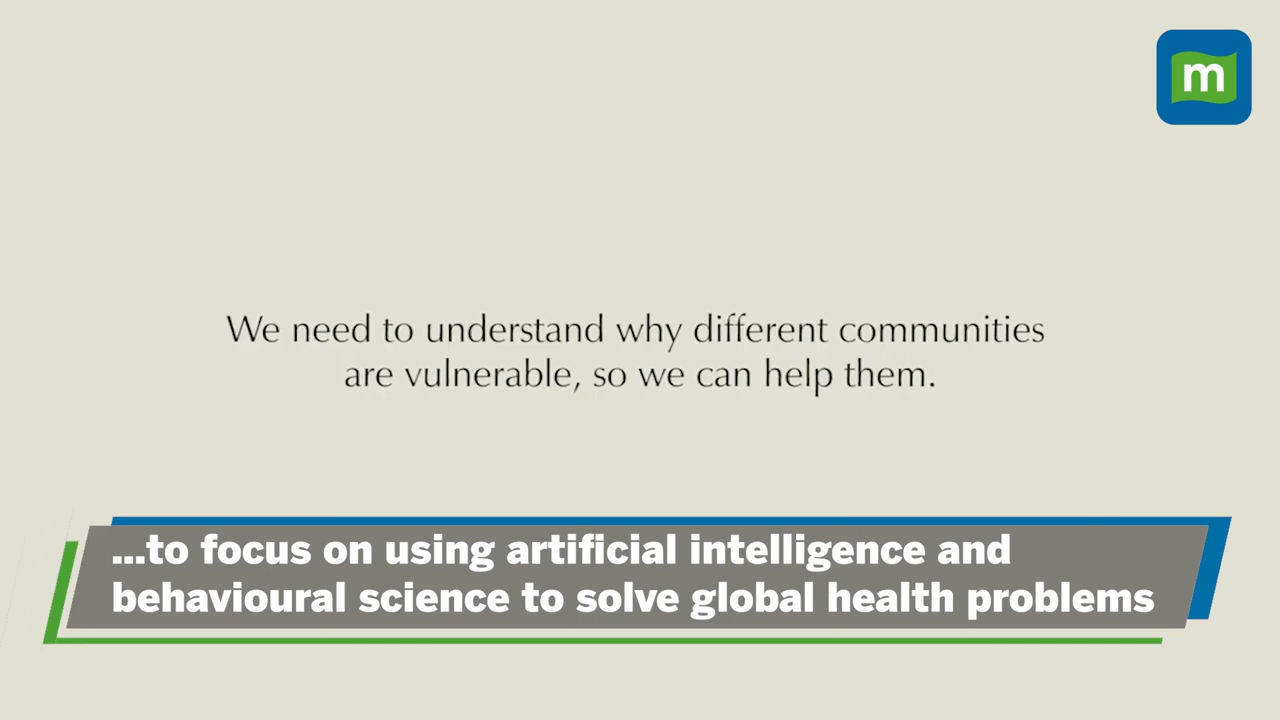 m
We need to understand why different communities
are vulnerable, so we can help them.
...to focus on using artificial intelligence and
behavioural science to solve global health problems